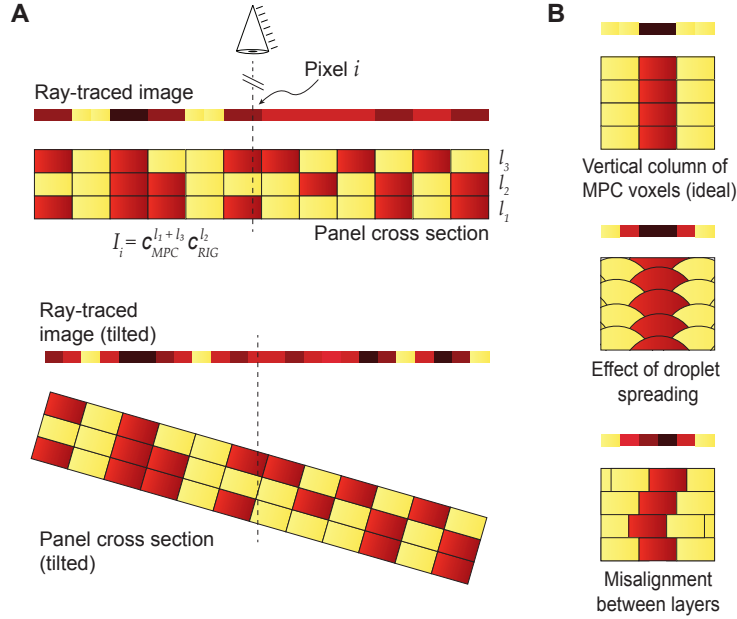 A
Ray-traced image
Pixel i
l₃
l₂
l₁
Iᵢ = c_MPC^{l₁ + l₃} c_RIG^{l₂}
Panel cross section
Ray-traced
image (tilted)
Panel cross section
(tilted)
B
Vertical column of
MPC voxels (ideal)
Effect of droplet
spreading
Misalignment
between layers